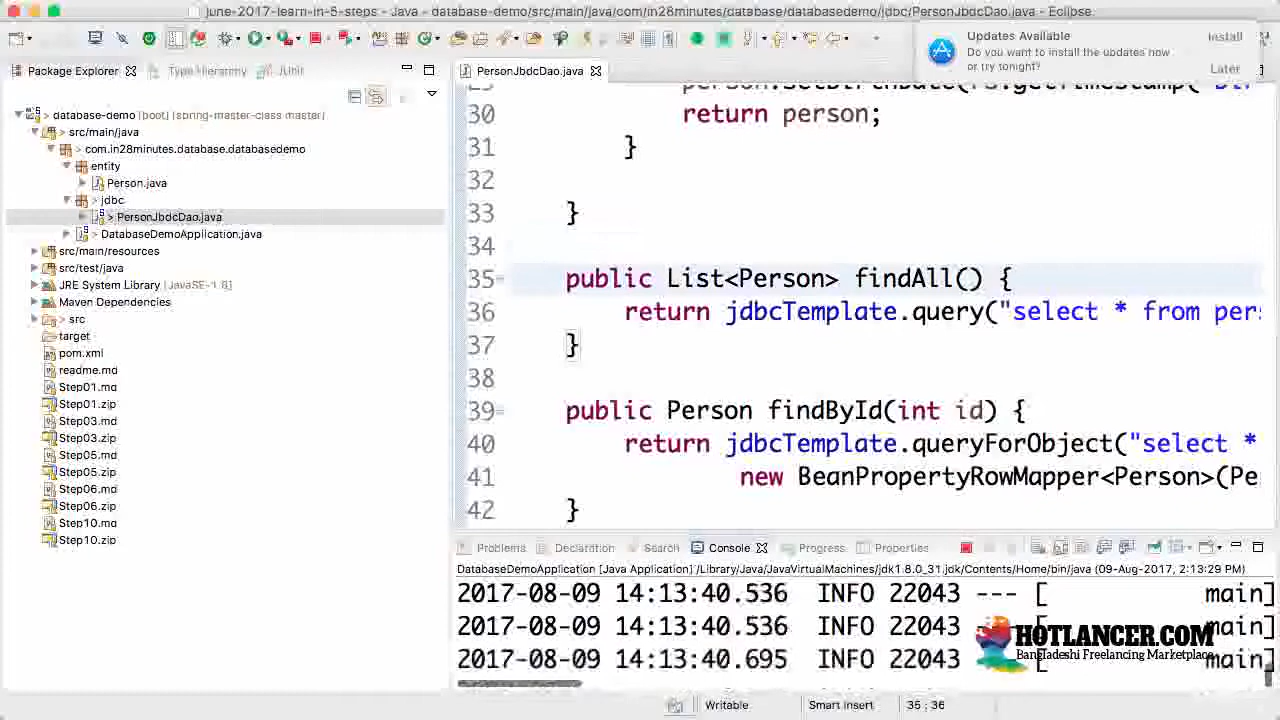 june-2017-learn-in-5-steps - Java - database-demo/src/main/java/com/in28minutes/database/databasedemo/jdbc/PersonJbdcDao.java - Eclipse
Updates Available
Do you want to install the updates now
or try tonight?
Install
Later
Package Explorer
Type Hierarchy
JUnit
PersonJbdcDao.java
database-demo [boot] [spring-master-class master]
src/main/java
com.in28minutes.database.databasedemo
entity
Person.java
jdbc
PersonJbdcDao.java
DatabaseDemoApplication.java
src/main/resources
src/test/java
JRE System Library [JavaSE-1.8]
Maven Dependencies
src
target
pom.xml
readme.md
Step01.md
Step01.zip
Step03.md
Step03.zip
Step05.md
Step05.zip
Step06.md
Step06.zip
Step10.md
Step10.zip
30 return person;
31 }
32
33 }
34
35 public List<Person> findAll() {
36 return jdbcTemplate.query("select * from per
37 }
38
39 public Person findById(int id) {
40 return jdbcTemplate.queryForObject("select *
41 new BeanPropertyRowMapper<Person>(Pe
42 }
Problems
Declaration
Search
Console
Progress
Properties
DatabaseDemoApplication [Java Application] /Library/Java/JavaVirtualMachines/jdk1.8.0_31.jdk/Contents/Home/bin/java (09-Aug-2017, 2:13:29 PM)
2017-08-09 14:13:40.536 INFO 22043 --- [ main]
2017-08-09 14:13:40.536 INFO 22043 --- [ main]
2017-08-09 14:13:40.695 INFO 22043 --- [ main]
HOTLANCER.COM
Bangladeshi Freelancing Marketplace
Writable
Smart Insert
35 : 36